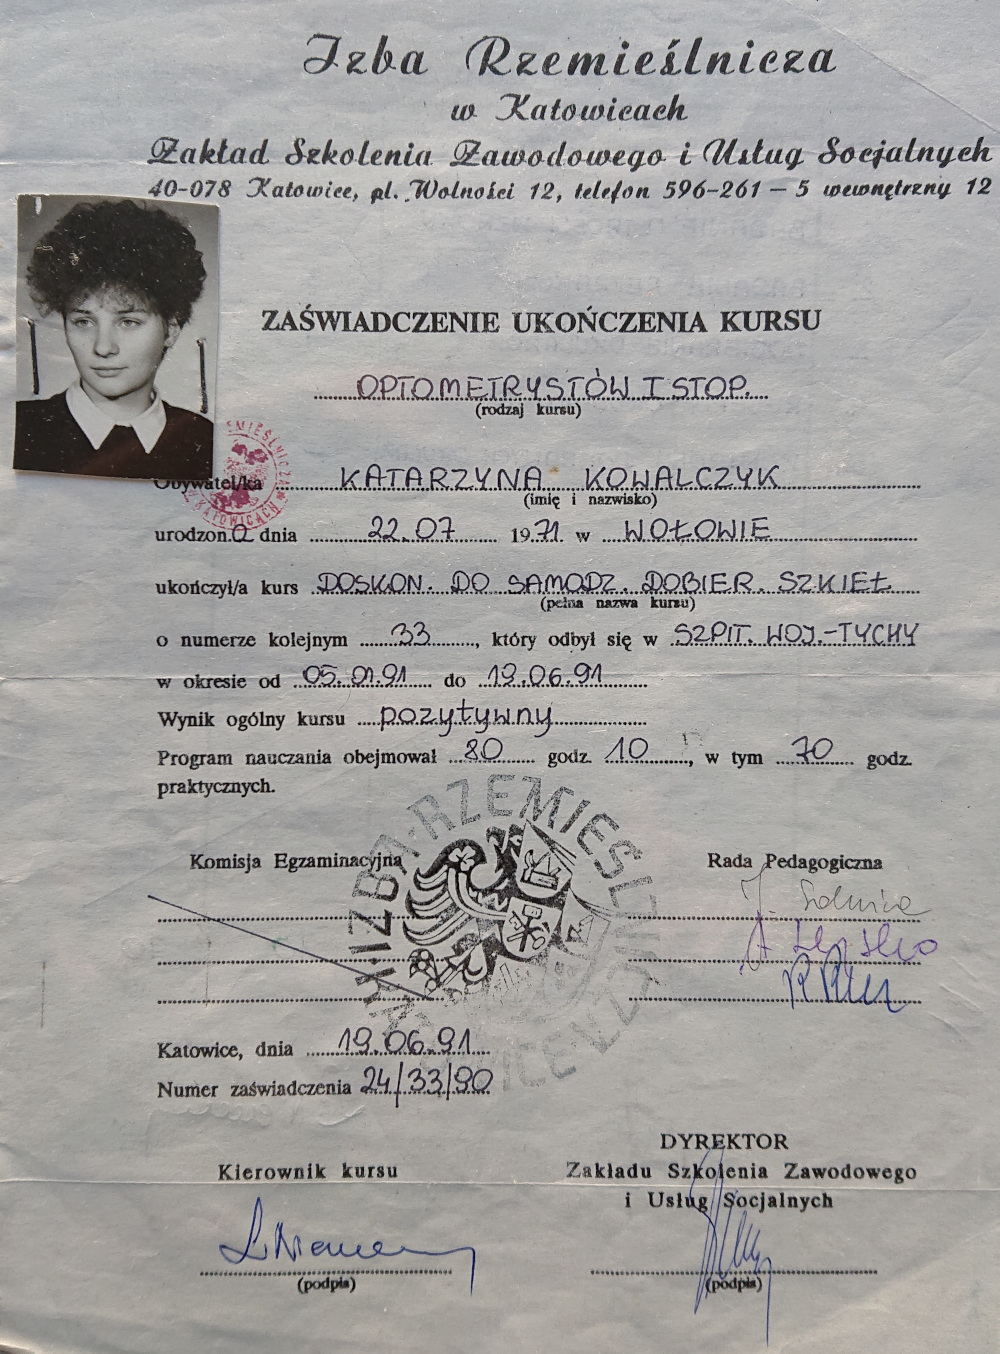 Izba Rzemieślnicza
w Katowicach
Zakład Szkolenia Zawodowego i Usług Socjalnych
40-078 Katowice, pl. Wolności 12, telefon 596-261 — 5 wewnętrzny 12
ZAŚWIADCZENIE UKOŃCZENIA KURSU
OPTOMETRYSTÓW I STOP.
(rodzaj kursu)
Obywatel/ka KATARZYNA KOWALCZYK
(imię i nazwisko)
urodzon.a dnia 22.07 1971. w WOŁOWIE
ukończył/a kurs DOSKON. DO SAMODZ. DOBIER. SZKIEŁ
(pełna nazwa kursu)
o numerze kolejnym 33, który odbył się w SZPIT. WOJ.-TYCHY
w okresie od 05.01.91 do 19.06.91
Wynik ogólny kursu pozytywny
Program nauczania obejmował 80 godz. 10, w tym 70 godz.
praktycznych.
IZBA RZEMIEŚLNICZA
Komisja Egzaminacyjna Rada Pedagogiczna
Katowice, dnia 19.06.91
Numer zaświadczenia 24/33/90
DYREKTOR
Kierownik kursu Zakładu Szkolenia Zawodowego
i Usług Socjalnych
(podpis) (podpis)